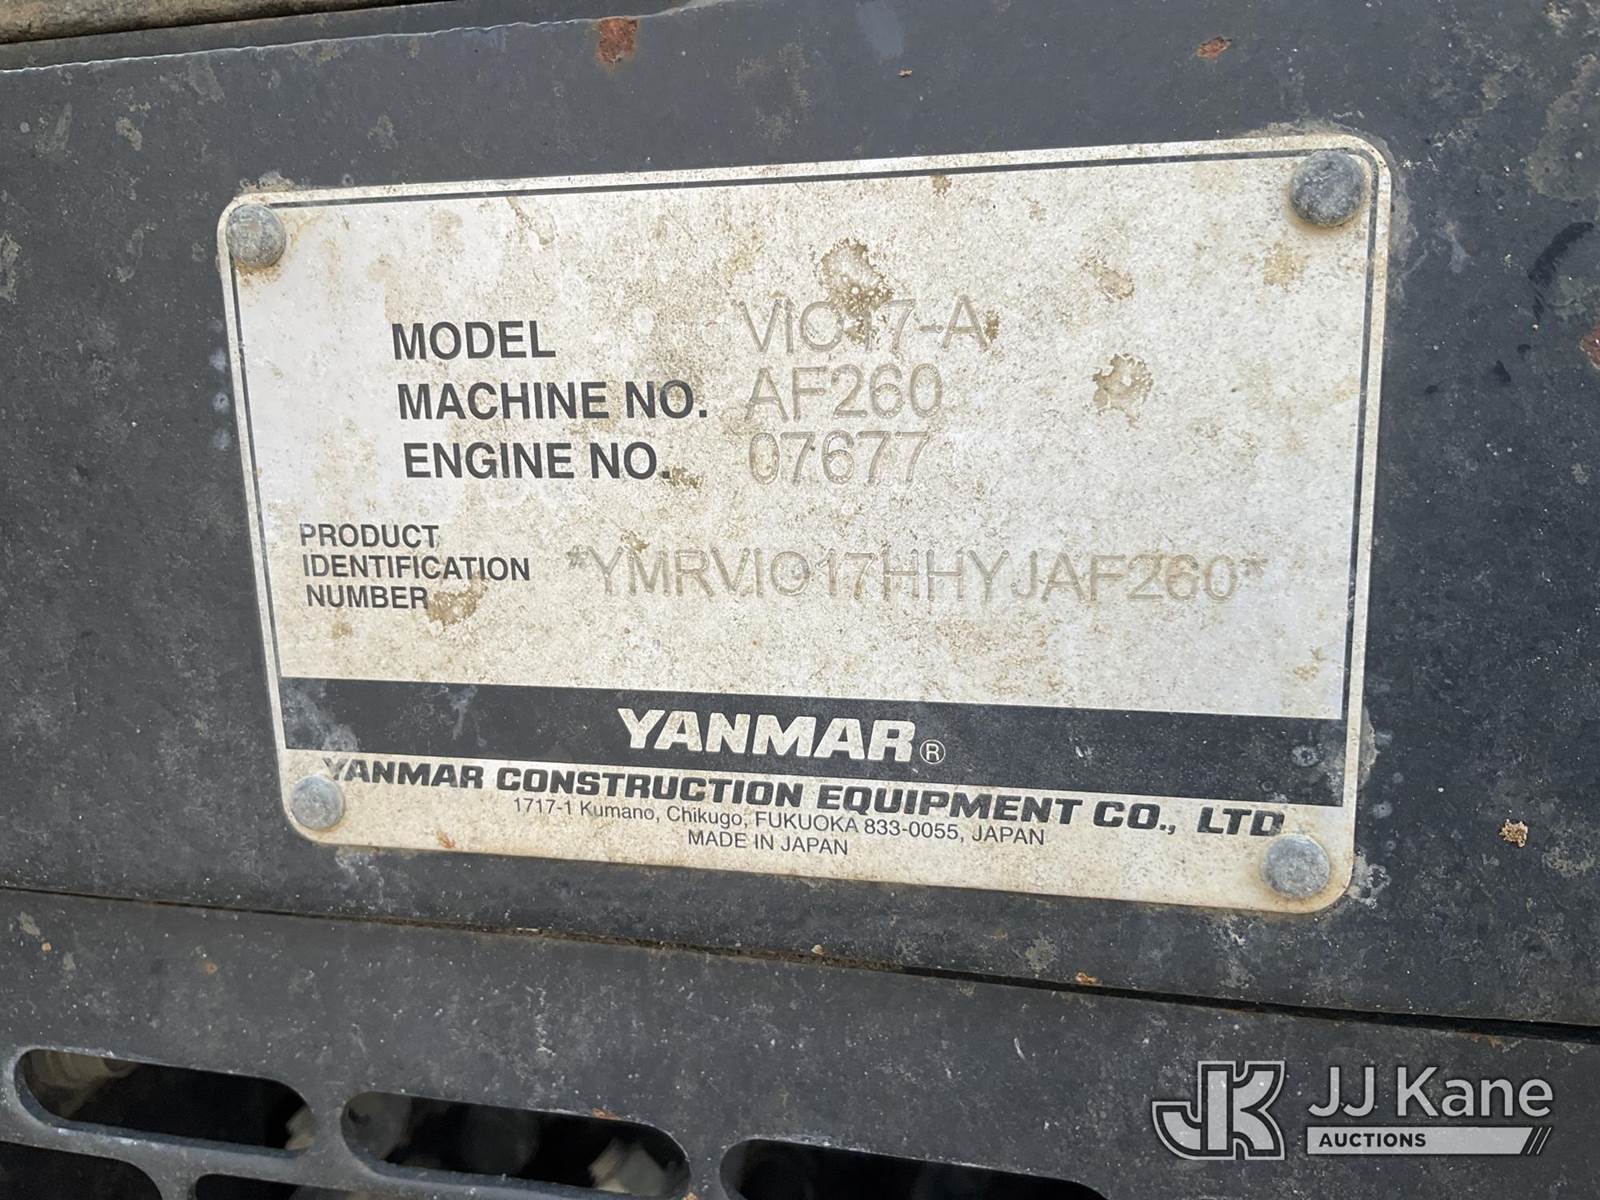 MODEL VIO17-A
MACHINE NO. AF260
ENGINE NO. 07677
PRODUCT
IDENTIFICATION
NUMBER
*YMRVIO17HHYJAF260*
YANMAR®
YANMAR CONSTRUCTION EQUIPMENT CO., LTD
1717-1 Kumano, Chikugo, FUKUOKA 833-0055, JAPAN
MADE IN JAPAN
JK JJ Kane
AUCTIONS